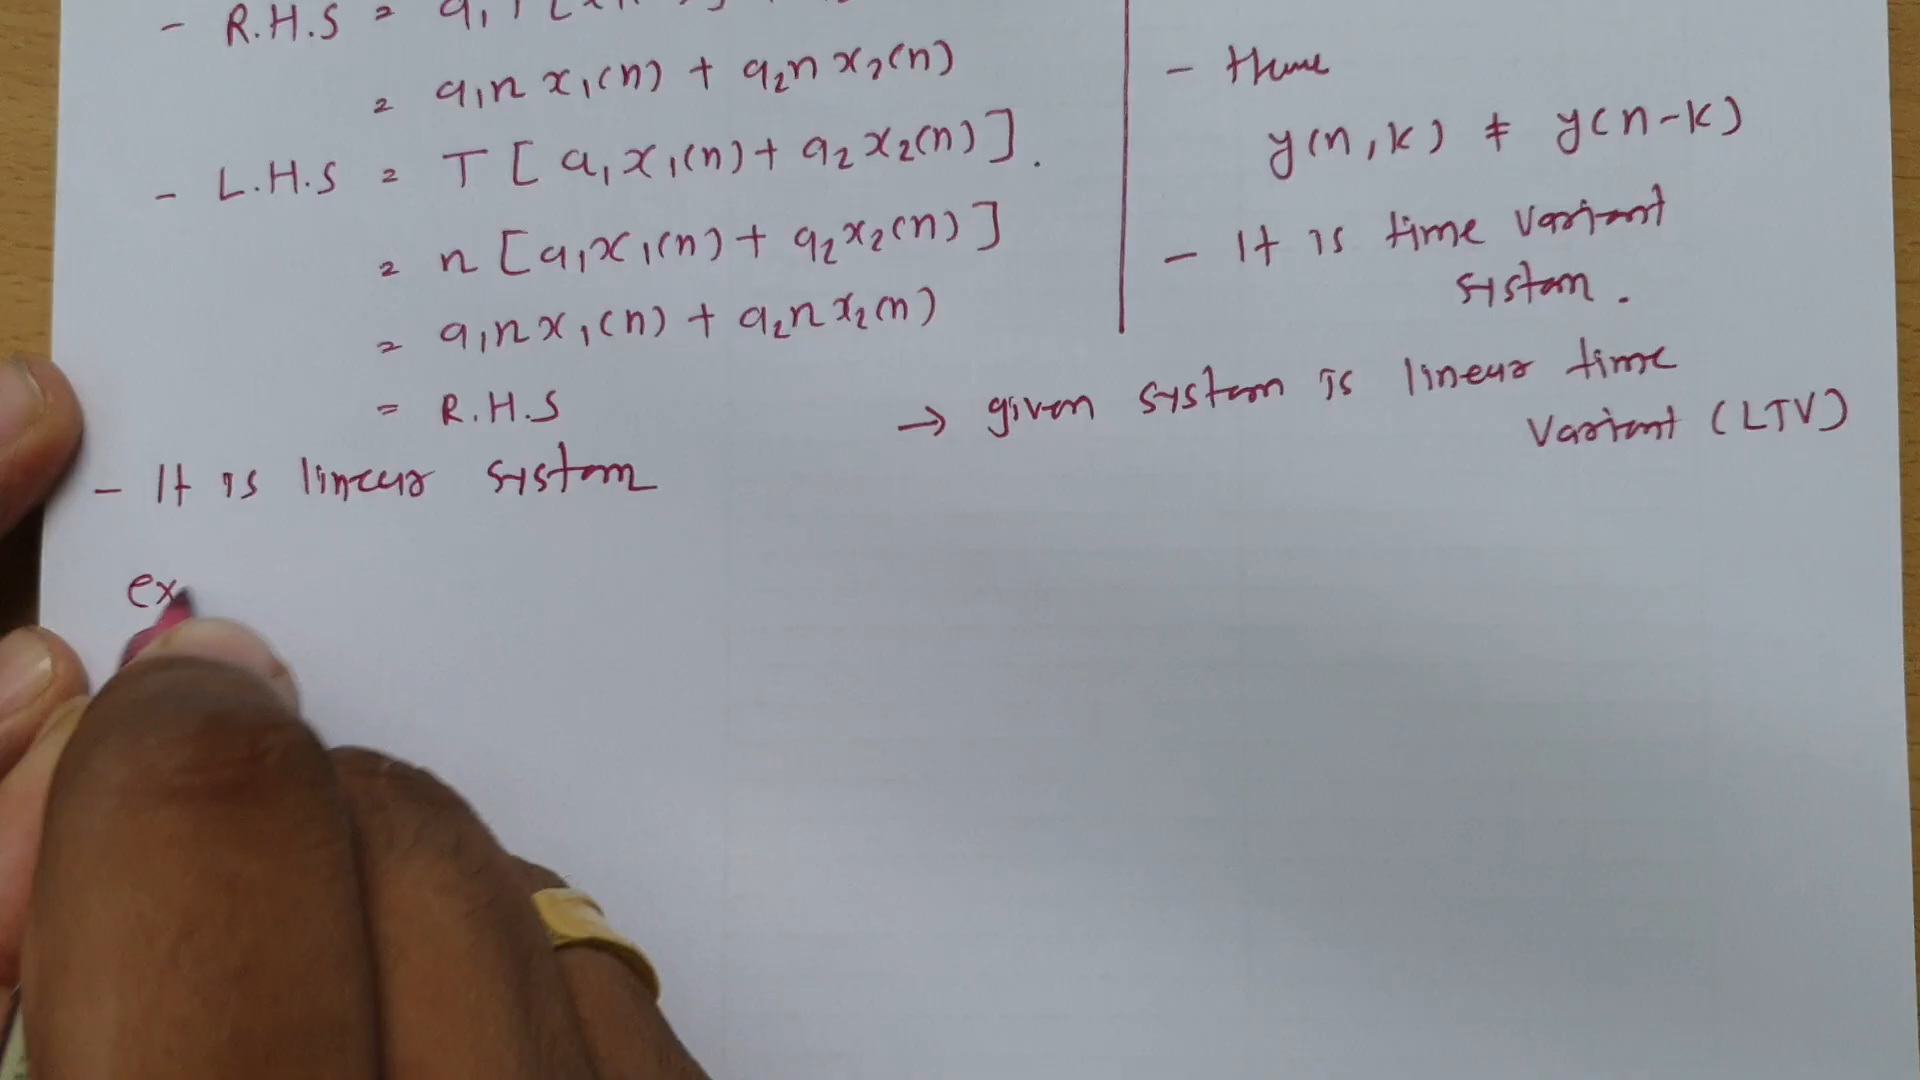 - R.H.S =
= a₁n x₁(n) + a₂n x₂(n)
- L.H.S = T [ a₁x₁(n) + a₂x₂(n) ].
= n [a₁x₁(n) + a₂x₂(n)]
= a₁n x₁(n) + a₂n x₂(n)
= R.H.S
- It is linear system
ex
- Here
y(n,k) ≠ y(n-k)
- It is time variant
system.
→ given system is linear time
variant (LTV)